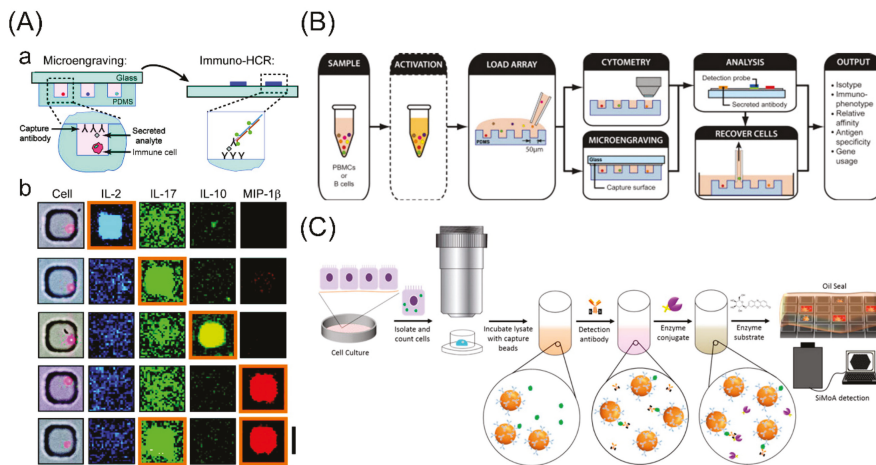 (A)
a
Microengraving:
Immuno-HCR:
Glass
PDMS
Capture
antibody
Secreted
analyte
Immune cell
b
Cell IL-2 IL-17 IL-10 MIP-1β
(B)
SAMPLE
PBMCs
or
B cells
ACTIVATION
LOAD ARRAY
PDMS
50µm
CYTOMETRY
MICROENGRAVING
Glass
Capture surface
ANALYSIS
Detection probe
Secreted antibody
RECOVER CELLS
OUTPUT
• Isotype
• Immuno-
phenotype
• Relative
affinity
• Antigen
specificity
• Gene
usage
(C)
Cell Culture
Isolate and
count cells
Incubate lysate
with capture
beads
Detection
antibody
Enzyme
conjugate
Enzyme
substrate
Oil Seal
SiMoA detection